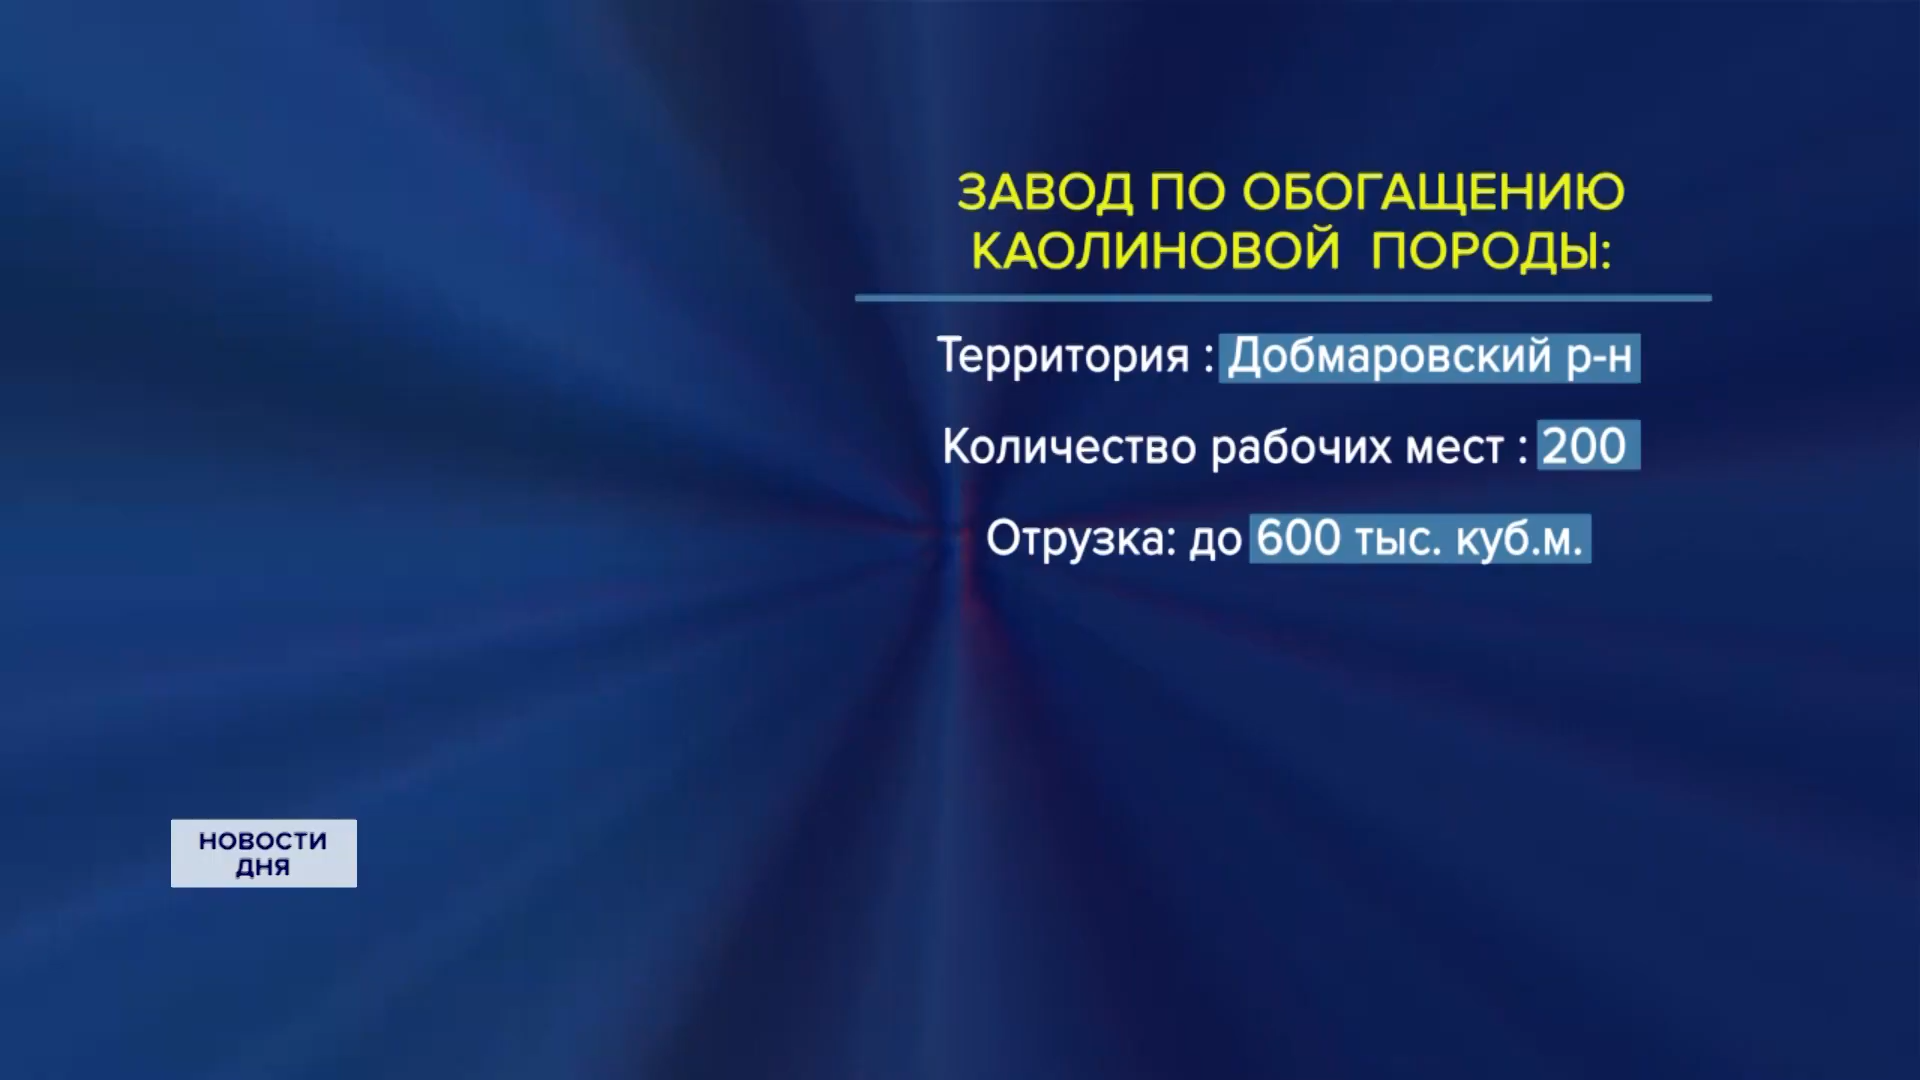 ЗАВОД ПО ОБОГАЩЕНИЮ
КАОЛИНОВОЙ ПОРОДЫ:
Территория : Добмаровский р-н
Количество рабочих мест : 200
Отрузка: до 600 тыс. куб.м.
НОВОСТИ
ДНЯ